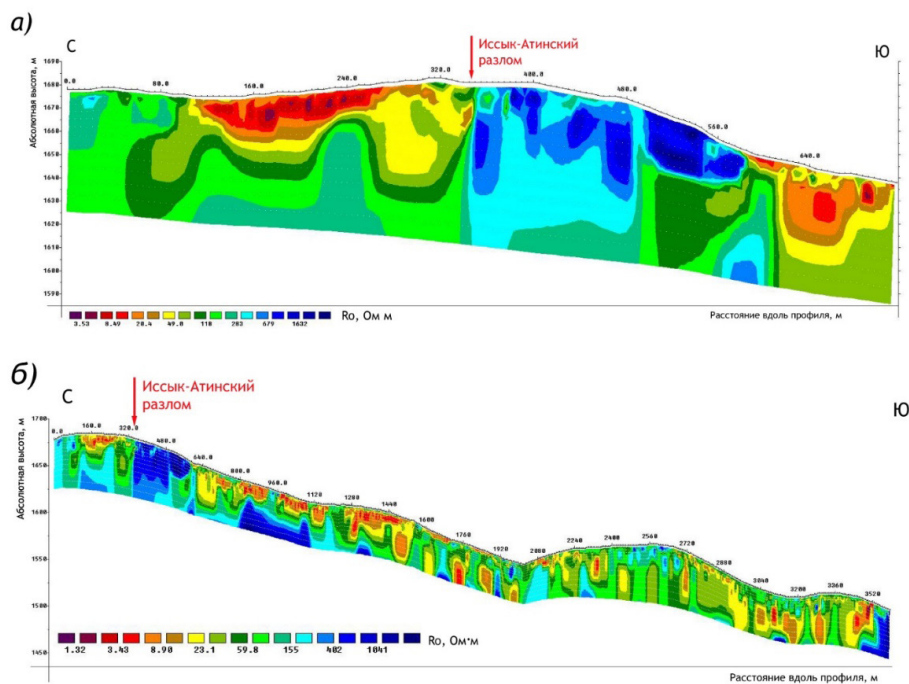 а)
С
Ю
Иссык-Атинский
разлом
Абсолютная высота, м
1690
1680
1670
1660
1650
1640
1630
1620
1610
1600
1590
0.0
80.0
160.0
240.0
320.0
400.0
480.0
560.0
640.0
3.53 8.49 20.4 49.0 118 283 679 1632
Ro, Ом м
Расстояние вдоль профиля, м
б)
С
Ю
Иссык-Атинский
разлом
Абсолютная высота, м
1700
1650
1600
1550
1500
1450
0.0
160.0
320.0
480.0
640.0
800.0
960.0
1120
1280
1440
1600
1760
1920
2080
2240
2400
2560
2720
2880
3040
3200
3360
3520
1.32 3.43 8.90 23.1 59.8 155 402 1041
Ro, Ом*м
Расстояние вдоль профиля, м